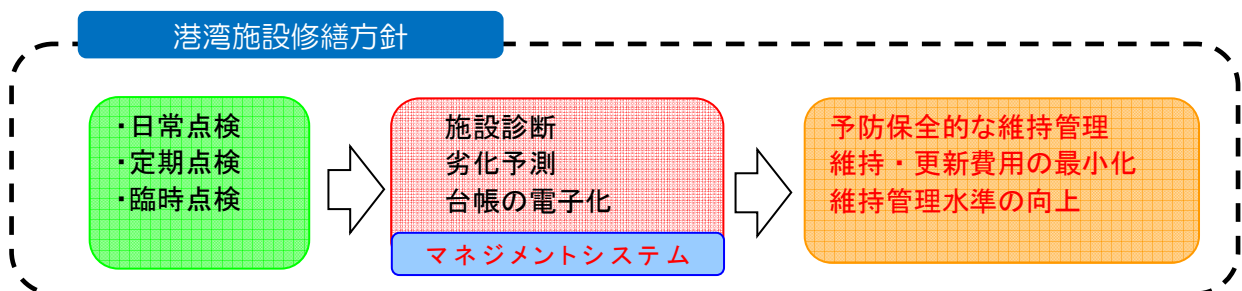 港湾施設修繕方針
・日常点検
・定期点検
・臨時点検
施設診断
劣化予測
台帳の電子化
マネジメントシステム
予防保全的な維持管理
維持・更新費用の最小化
維持管理水準の向上